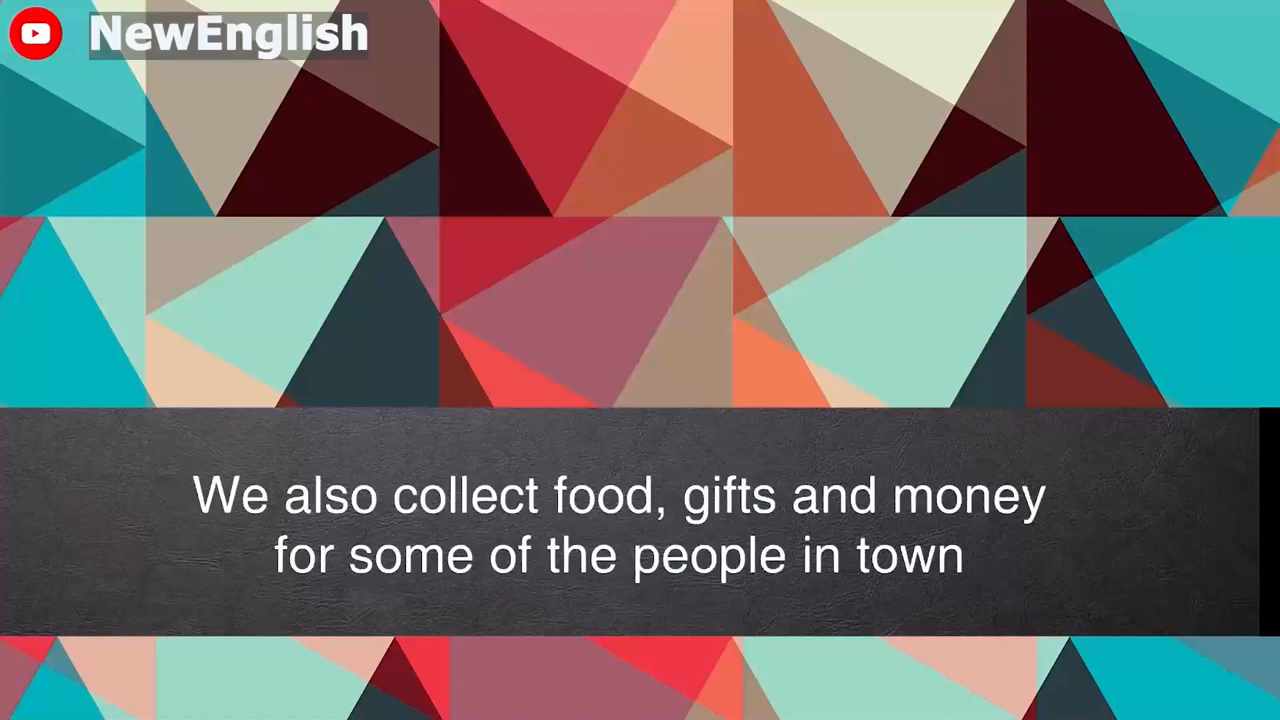 NewEnglish
We also collect food, gifts and money
for some of the people in town